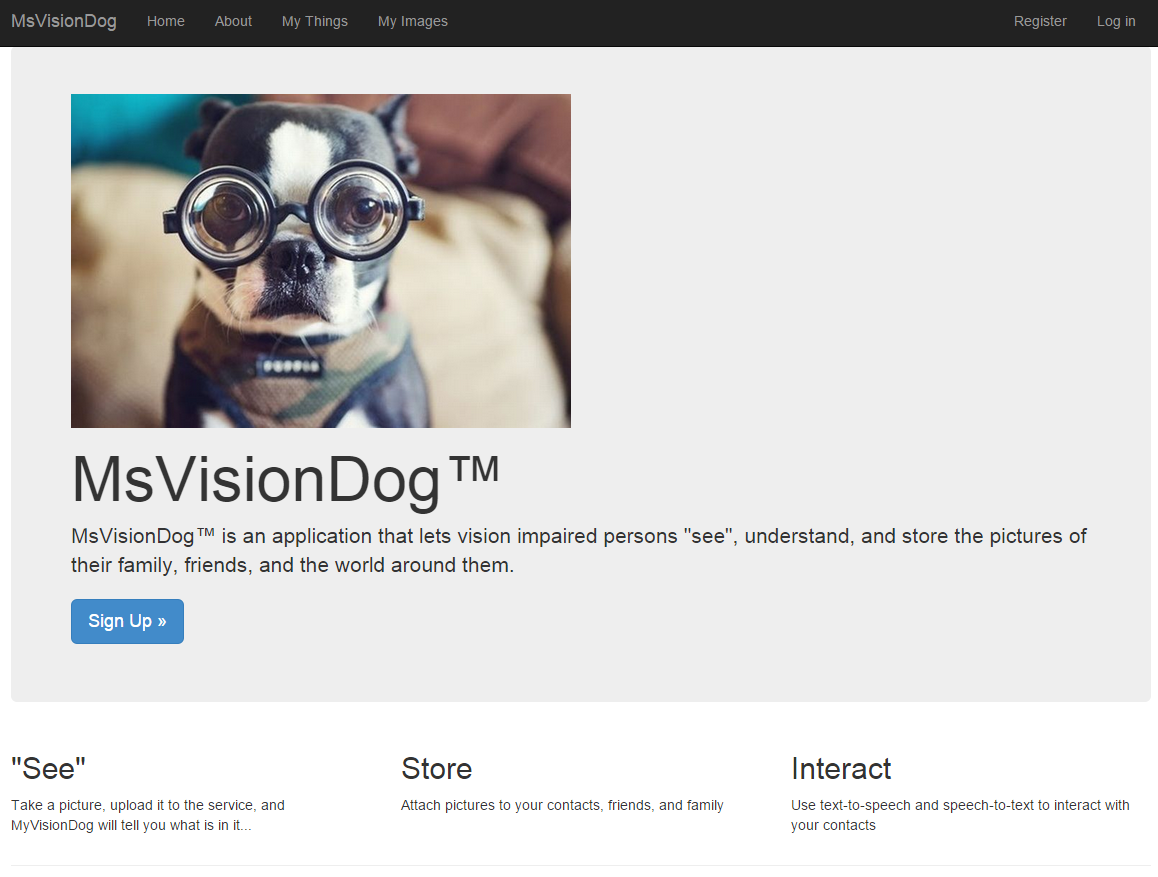 MsVisionDog Home About My Things My Images Register Log in
MsVisionDog™
MsVisionDog™ is an application that lets vision impaired persons "see", understand, and store the pictures of
their family, friends, and the world around them.
Sign Up »
"See"
Take a picture, upload it to the service, and
MyVisionDog will tell you what is in it...
Store
Attach pictures to your contacts, friends, and family
Interact
Use text-to-speech and speech-to-text to interact with
your contacts